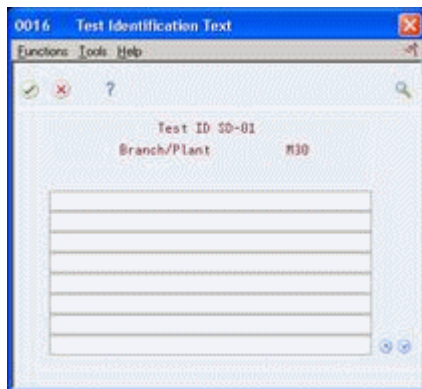 0016 Test Identification Text
Functions Tools Help
?
Test ID SD-01
Branch/Plant M30